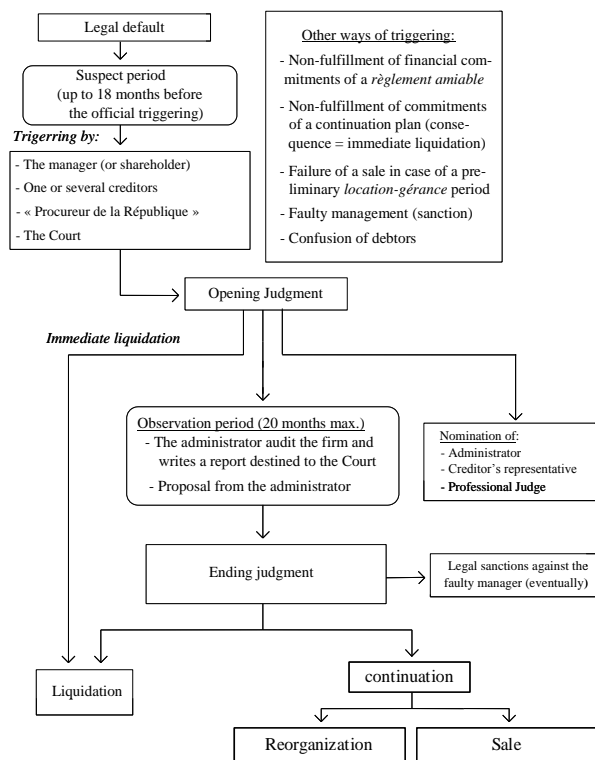 Legal default
Suspect period
(up to 18 months before
the official triggering)
Trigerring by:
- The manager (or shareholder)
- One or several creditors
- « Procureur de la République »
- The Court
Other ways of triggering:
- Non-fulfillment of financial com-
mitments of a règlement amiable
- Non-fulfillment of commitments
of a continuation plan (conse-
quence = immediate liquidation)
- Failure of a sale in case of a pre-
liminary location-gérance period
- Faulty management (sanction)
- Confusion of debtors
Opening Judgment
Immediate liquidation
Observation period (20 months max.)
- The administrator audit the firm and
writes a report destined to the Court
- Proposal from the administrator
Nomination of:
- Administrator
- Creditor's representative
- Professional Judge
Ending judgment
Legal sanctions against the
faulty manager (eventually)
Liquidation
continuation
Reorganization
Sale